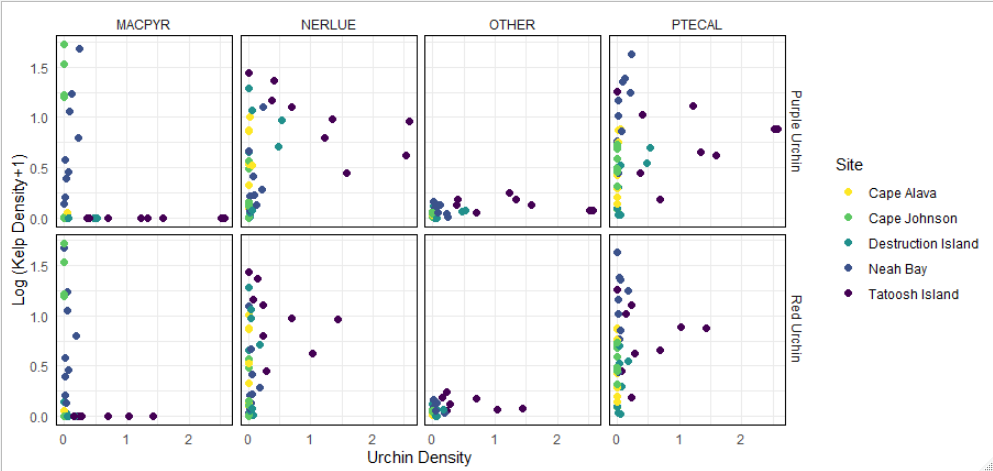 MACPYR NERLUE OTHER PTECAL
1.5
1.0
0.5
0.0
Purple Urchin
1.5
1.0
0.5
0.0
Red Urchin
Log (Kelp Density+1)
0 1 2 0 1 2 0 1 2 0 1 2
Urchin Density
Site
Cape Alava
Cape Johnson
Destruction Island
Neah Bay
Tatoosh Island